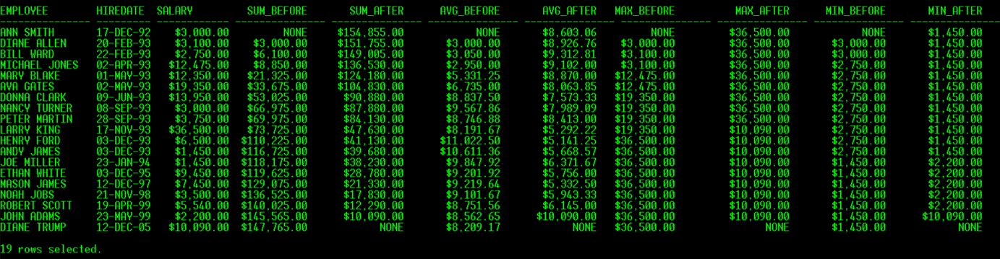 EMPLOYEE HIREDATE SALARY SUM_BEFORE SUM_AFTER AVG_BEFORE AVG_AFTER MAX_BEFORE MAX_AFTER MIN_BEFORE MIN_AFTER
ANN SMITH 17-DEC-92 $3,000.00 NONE $154,855.00 NONE $8,603.06 NONE $36,500.00 NONE $1,450.00
DIANE ALLEN 20-FEB-93 $3,100.00 $3,000.00 $151,755.00 $3,000.00 $8,926.76 $3,000.00 $36,500.00 $3,000.00 $1,450.00
BILL WARD 22-FEB-93 $2,750.00 $6,100.00 $149,005.00 $3,050.00 $9,312.81 $3,100.00 $36,500.00 $3,000.00 $1,450.00
MICHAEL JONES 02-APR-93 $12,475.00 $8,850.00 $136,530.00 $2,950.00 $9,102.00 $3,100.00 $36,500.00 $2,750.00 $1,450.00
MARY BLAKE 01-MAY-93 $12,350.00 $21,325.00 $124,180.00 $5,331.25 $8,870.00 $12,475.00 $36,500.00 $2,750.00 $1,450.00
AVA GATES 02-MAY-93 $19,350.00 $33,675.00 $104,830.00 $6,735.00 $8,063.85 $12,475.00 $36,500.00 $2,750.00 $1,450.00
DONNA CLARK 09-JUN-93 $13,950.00 $53,025.00 $90,880.00 $8,837.50 $7,573.33 $19,350.00 $36,500.00 $2,750.00 $1,450.00
NANCY TURNER 08-SEP-93 $3,000.00 $66,975.00 $87,880.00 $9,567.86 $7,989.09 $19,350.00 $36,500.00 $2,750.00 $1,450.00
PETER MARTIN 28-SEP-93 $3,750.00 $69,975.00 $84,130.00 $8,746.88 $8,413.00 $19,350.00 $36,500.00 $2,750.00 $1,450.00
LARRY KING 17-NOV-93 $36,500.00 $73,725.00 $47,630.00 $8,191.67 $5,292.22 $19,350.00 $10,090.00 $2,750.00 $1,450.00
HENRY FORD 03-DEC-93 $6,500.00 $110,225.00 $41,130.00 $11,022.50 $5,141.25 $36,500.00 $10,090.00 $2,750.00 $1,450.00
ANDY JAMES 03-DEC-93 $1,450.00 $116,725.00 $39,680.00 $10,611.36 $5,668.57 $36,500.00 $10,090.00 $2,750.00 $1,450.00
JOE MILLER 23-JAN-94 $1,450.00 $118,175.00 $38,230.00 $9,847.92 $6,371.67 $36,500.00 $10,090.00 $1,450.00 $2,200.00
ETHAN WHITE 03-DEC-95 $9,450.00 $119,625.00 $28,780.00 $9,201.92 $5,756.00 $36,500.00 $10,090.00 $1,450.00 $2,200.00
MASON JAMES 12-DEC-97 $7,450.00 $129,075.00 $21,330.00 $9,219.64 $5,332.50 $36,500.00 $10,090.00 $1,450.00 $2,200.00
NOAH JOBS 21-NOV-98 $3,500.00 $136,525.00 $17,830.00 $9,101.67 $5,943.33 $36,500.00 $10,090.00 $1,450.00 $2,200.00
ROBERT SCOTT 19-APR-99 $5,540.00 $140,025.00 $12,290.00 $8,751.56 $6,145.00 $36,500.00 $10,090.00 $1,450.00 $2,200.00
JOHN ADAMS 23-MAY-99 $2,200.00 $145,565.00 $10,090.00 $8,562.65 $10,090.00 $36,500.00 $10,090.00 $1,450.00 $10,090.00
DIANE TRUMP 12-DEC-05 $10,090.00 $147,765.00 NONE $8,209.17 NONE $36,500.00 NONE $1,450.00 NONE
19 rows selected.